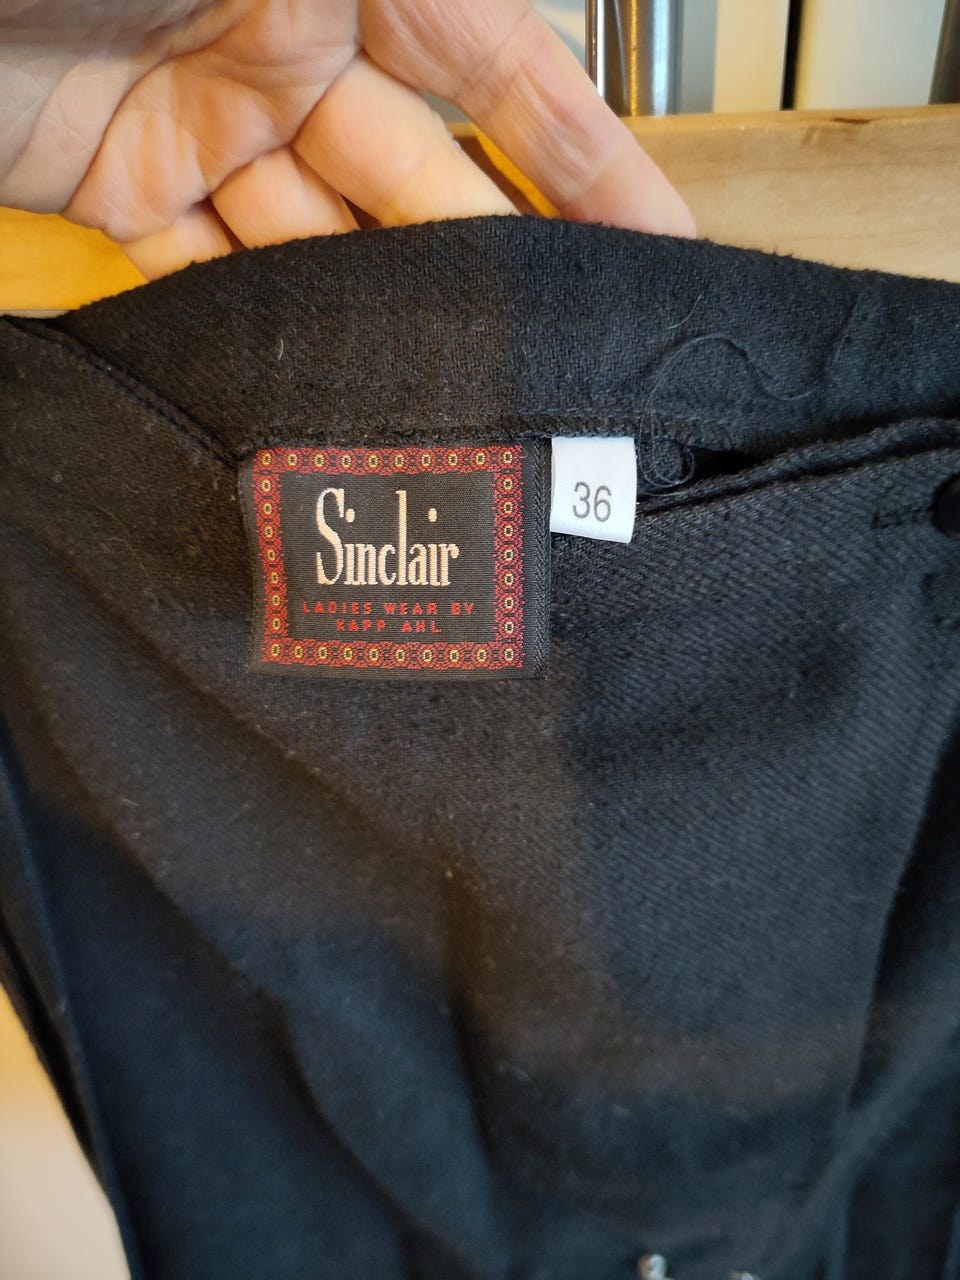 Sinclair
LADIES WEAR BY
KAPP AHL
36